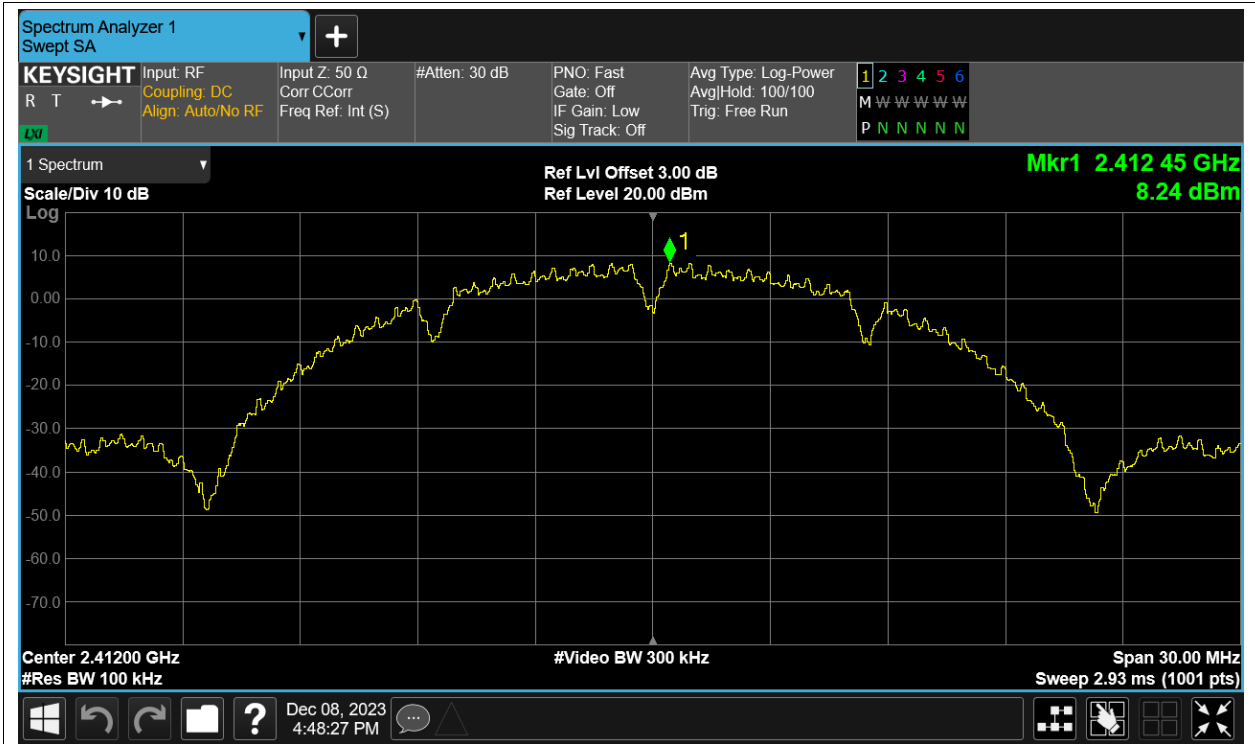 Spectrum Analyzer 1
Swept SA
KEYSIGHT
R T
LXI
Input: RF
Coupling: DC
Align: Auto/No RF
Input Z: 50 Ω
Corr CCorr
Freq Ref: Int (S)
#Atten: 30 dB
PNO: Fast
Gate: Off
IF Gain: Low
Sig Track: Off
Avg Type: Log-Power
Avg|Hold: 100/100
Trig: Free Run
1 2 3 4 5 6
M W W W W W
P N N N N N
1 Spectrum
Scale/Div 10 dB
Log
Ref Lvl Offset 3.00 dB
Ref Level 20.00 dBm
Mkr1 2.412 45 GHz
8.24 dBm
1
10.0
0.00
-10.0
-20.0
-30.0
-40.0
-50.0
-60.0
-70.0
Center 2.41200 GHz
#Res BW 100 kHz
#Video BW 300 kHz
Span 30.00 MHz
Sweep 2.93 ms (1001 pts)
?
Dec 08, 2023
4:48:27 PM